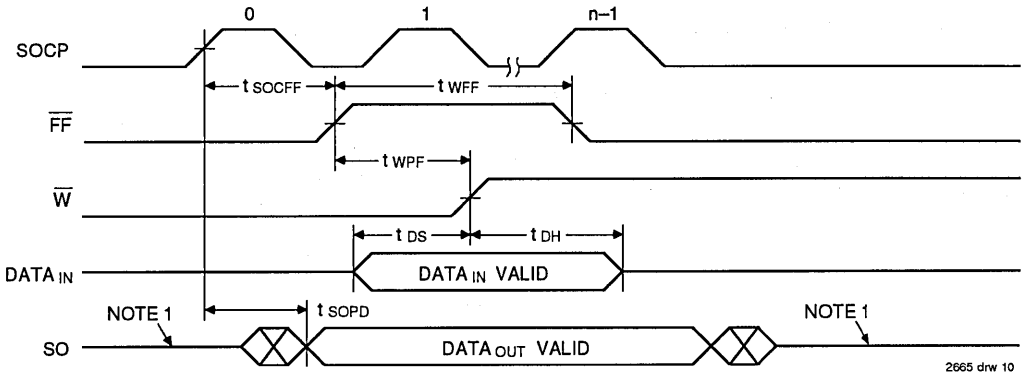 0 1 n–1
SOCP
t SOCFF t WFF
FF
t WPF
W
t DS t DH
DATA IN DATA IN VALID
NOTE 1 t SOPD NOTE 1
SO DATA OUT VALID
2665 drw 10